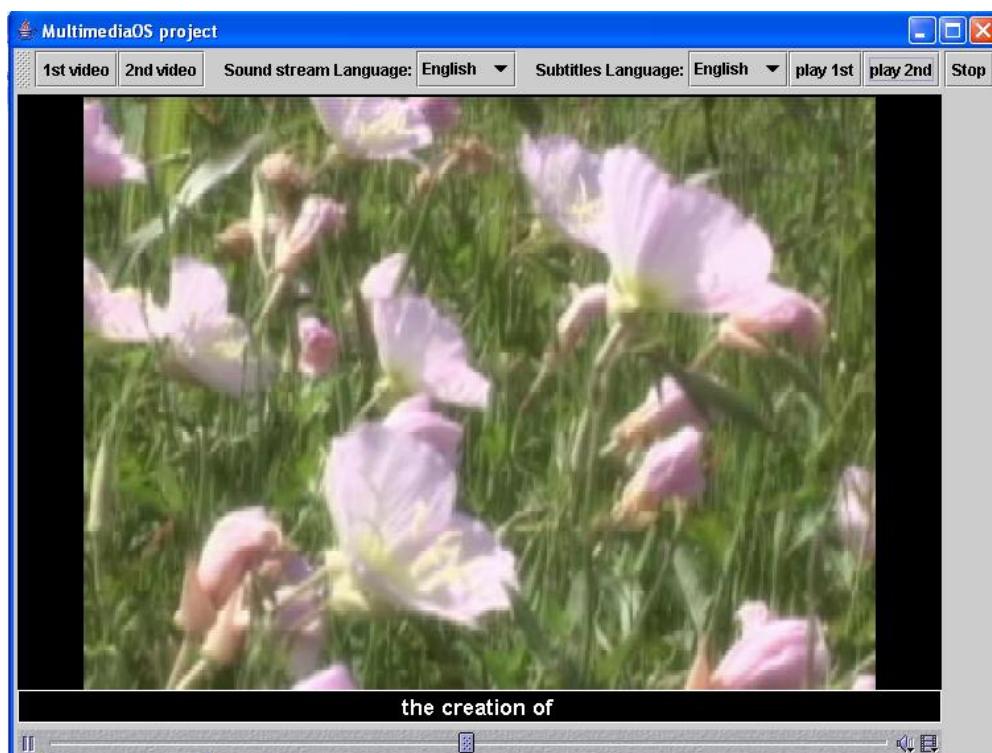 MultimediaOS project
1st video 2nd video Sound stream Language: English Subtitles Language: English play 1st play 2nd Stop
the creation of